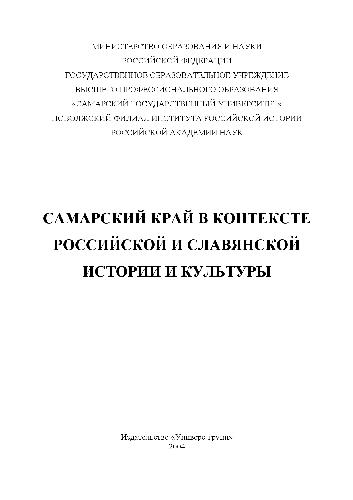 МИНИСТЕРСТВО ОБРАЗОВАНИЯ И НАУКИ
РОССИЙСКОЙ ФЕДЕРАЦИИ
ГОСУДАРСТВЕННОЕ ОБРАЗОВАТЕЛЬНОЕ УЧРЕЖДЕНИЕ
ВЫСШЕГО ПРОФЕССИОНАЛЬНОГО ОБРАЗОВАНИЯ
«САМАРСКИЙ ГОСУДАРСТВЕННЫЙ УНИВЕРСИТЕТ»
ПОВОЛЖСКИЙ ФИЛИАЛ ИНСТИТУТА РОССИЙСКОЙ ИСТОРИИ
РОССИЙСКОЙ АКАДЕМИИ НАУК
САМАРСКИЙ КРАЙ В КОНТЕКСТЕ
РОССИЙСКОЙ И СЛАВЯНСКОЙ
ИСТОРИИ И КУЛЬТУРЫ
Издательство «Универс-групп»